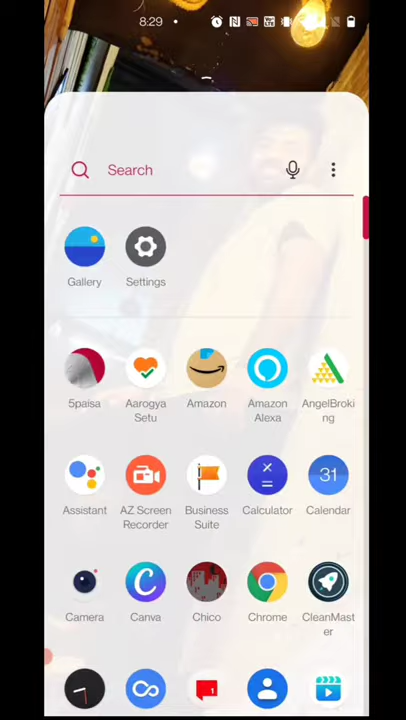 8:29
Search
Gallery
Settings
5paisa
Aarogya
Setu
Amazon
Amazon
Alexa
AngelBroki
ng
Assistant
AZ Screen
Recorder
Business
Suite
Calculator
31
Calendar
Camera
Canva
Chico
Chrome
CleanMast
er
1